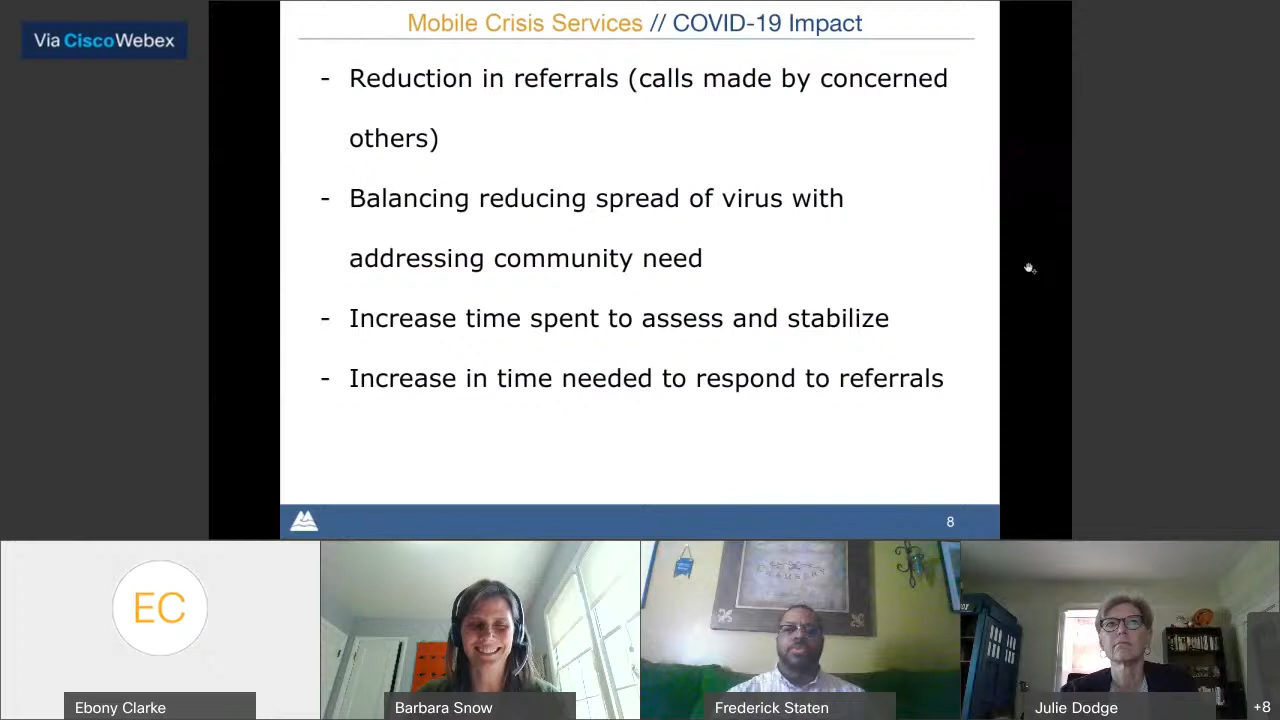 Via CiscoWebex
Mobile Crisis Services // COVID-19 Impact
- Reduction in referrals (calls made by concerned
others)
- Balancing reducing spread of virus with
addressing community need
- Increase time spent to assess and stabilize
- Increase in time needed to respond to referrals
8
EC
Ebony Clarke
Barbara Snow
Frederick Staten
Julie Dodge
+8